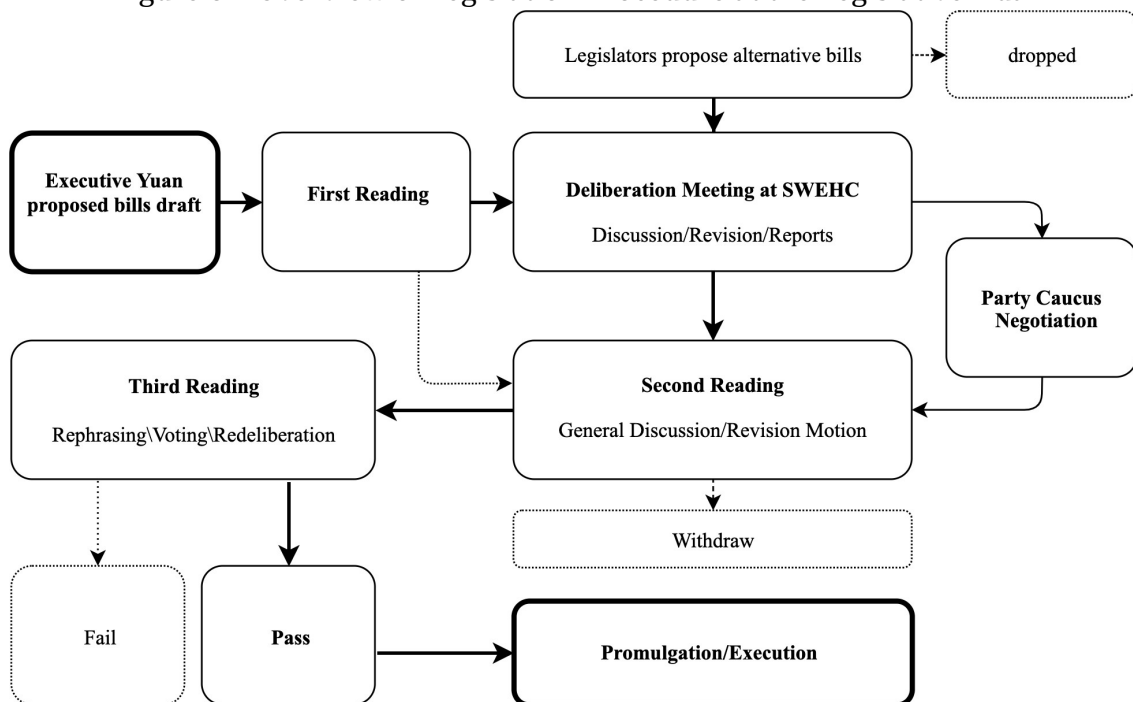 Legislators propose alternative bills
dropped
Executive Yuan
proposed bills draft
First Reading
Deliberation Meeting at SWEHC
Discussion/Revision/Reports
Party Caucus
Negotiation
Third Reading
Rephrasing\Voting\Redeliberation
Second Reading
General Discussion/Revision Motion
Withdraw
Fail
Pass
Promulgation/Execution